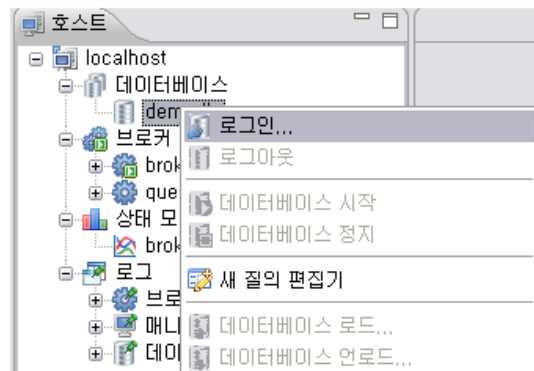 호스트
localhost
데이터베이스
dem
로그인...
브로커
로그아웃
brok
que
데이터베이스 시작
상태 모
데이터베이스 정지
brok
로그
새 질의 편집기
브로
매니
데이터베이스 로드...
데이
데이터베이스 언로드...